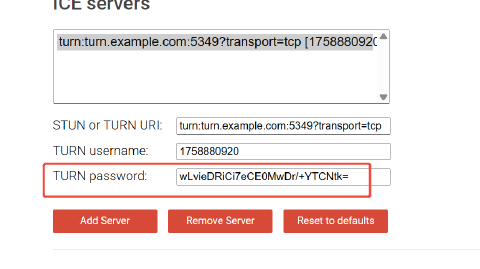 ICE servers
turn:turn.example.com:5349?transport=tcp [1758880920
STUN or TURN URI: turn:turn.example.com:5349?transport=tcp
TURN username: 1758880920
TURN password: wLvieDRiCi7eCE0MwDr/+YTCNtk=
Add Server Remove Server Reset to defaults